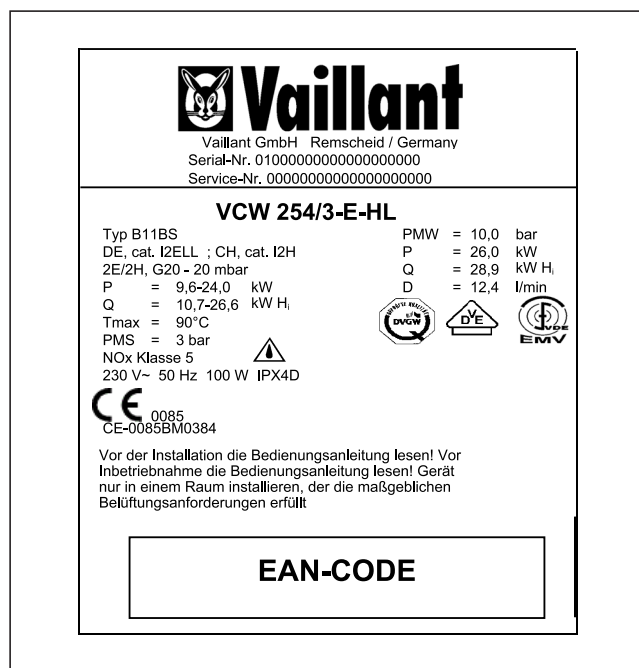 Vaillant
Vaillant GmbH Remscheid / Germany
Serial-Nr. 01000000000000000000
Service-Nr. 00000000000000000000
VCW 254/3-E-HL
Typ B11BS
DE, cat. I2ELL ; CH, cat. I2H
2E/2H, G20 - 20 mbar
P = 9,6-24,0 kW
Q = 10,7-26,6 kW Hi
Tmax = 90°C
PMS = 3 bar
NOx Klasse 5
230 V~ 50 Hz 100 W IPX4D
PMW = 10,0 bar
P = 26,0 kW
Q = 28,9 kW Hi
D = 12,4 l/min
DVGW
DVE
VDE
EMV
CE 0085
CE-0085BM0384
Vor der Installation die Bedienungsanleitung lesen! Vor
Inbetriebnahme die Bedienungsanleitung lesen! Gerät
nur in einem Raum installieren, der die maßgeblichen
Belüftungsanforderungen erfüllt
EAN-CODE